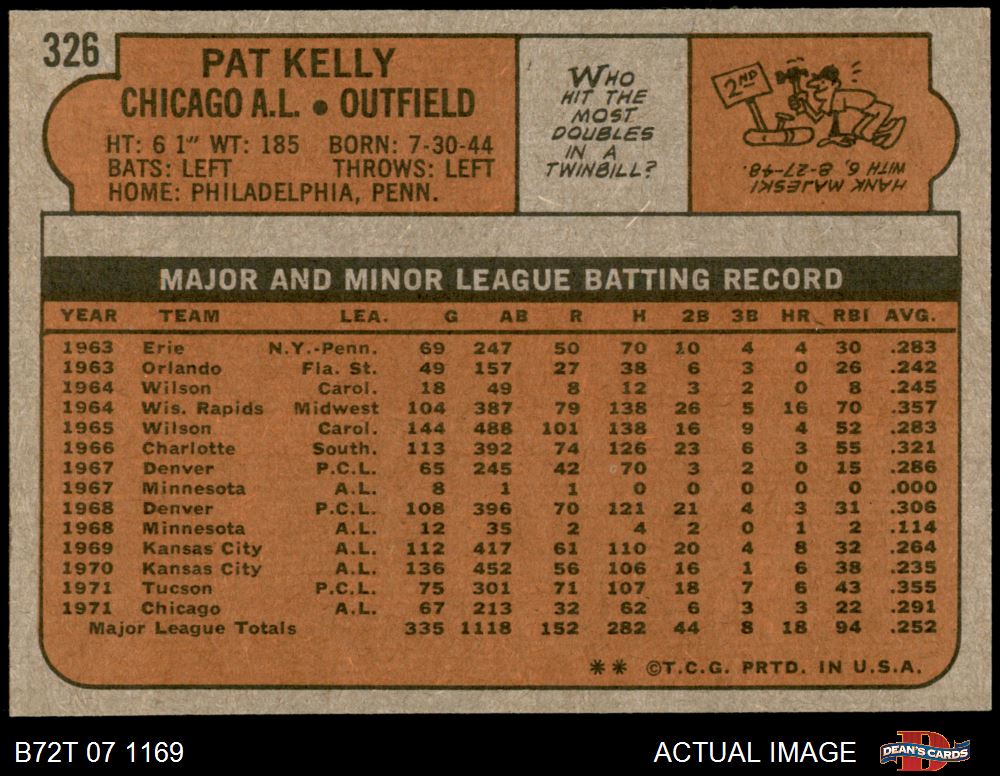 326
PAT KELLY
CHICAGO A.L. ● OUTFIELD
HT: 6 1" WT: 185 BORN: 7-30-44
BATS: LEFT THROWS: LEFT
HOME: PHILADELPHIA, PENN.
WHO
HIT THE
MOST
DOUBLES
IN A
TWINBILL?
2ND
HANK MAJESKI
WITH 6, 8-27-48.
MAJOR AND MINOR LEAGUE BATTING RECORD
YEAR TEAM LEA. G AB R H 2B 3B HR RBI AVG.
1963 Erie N.Y.-Penn. 69 247 50 70 10 4 4 30 .283
1963 Orlando Fla. St. 49 157 27 38 6 3 0 26 .242
1964 Wilson Carol. 18 49 8 12 3 2 0 8 .245
1964 Wis. Rapids Midwest 104 387 79 138 26 5 16 70 .357
1965 Wilson Carol. 144 488 101 138 16 9 4 52 .283
1966 Charlotte South. 113 392 74 126 23 6 3 55 .321
1967 Denver P.C.L. 65 245 42 70 3 2 0 15 .286
1967 Minnesota A.L. 8 1 1 0 0 0 0 0 .000
1968 Denver P.C.L. 108 396 70 121 21 4 3 31 .306
1968 Minnesota A.L. 12 35 2 4 2 0 1 2 .114
1969 Kansas City A.L. 112 417 61 110 20 4 8 32 .264
1970 Kansas City A.L. 136 452 56 106 16 1 6 38 .235
1971 Tucson P.C.L. 75 301 71 107 18 7 6 43 .355
1971 Chicago A.L. 67 213 32 62 6 3 3 22 .291
Major League Totals 335 1118 152 282 44 8 18 94 .252
** ©T.C.G. PRTD. IN U.S.A.
B72T 07 1169
ACTUAL IMAGE
D
DEAN'S CARDS